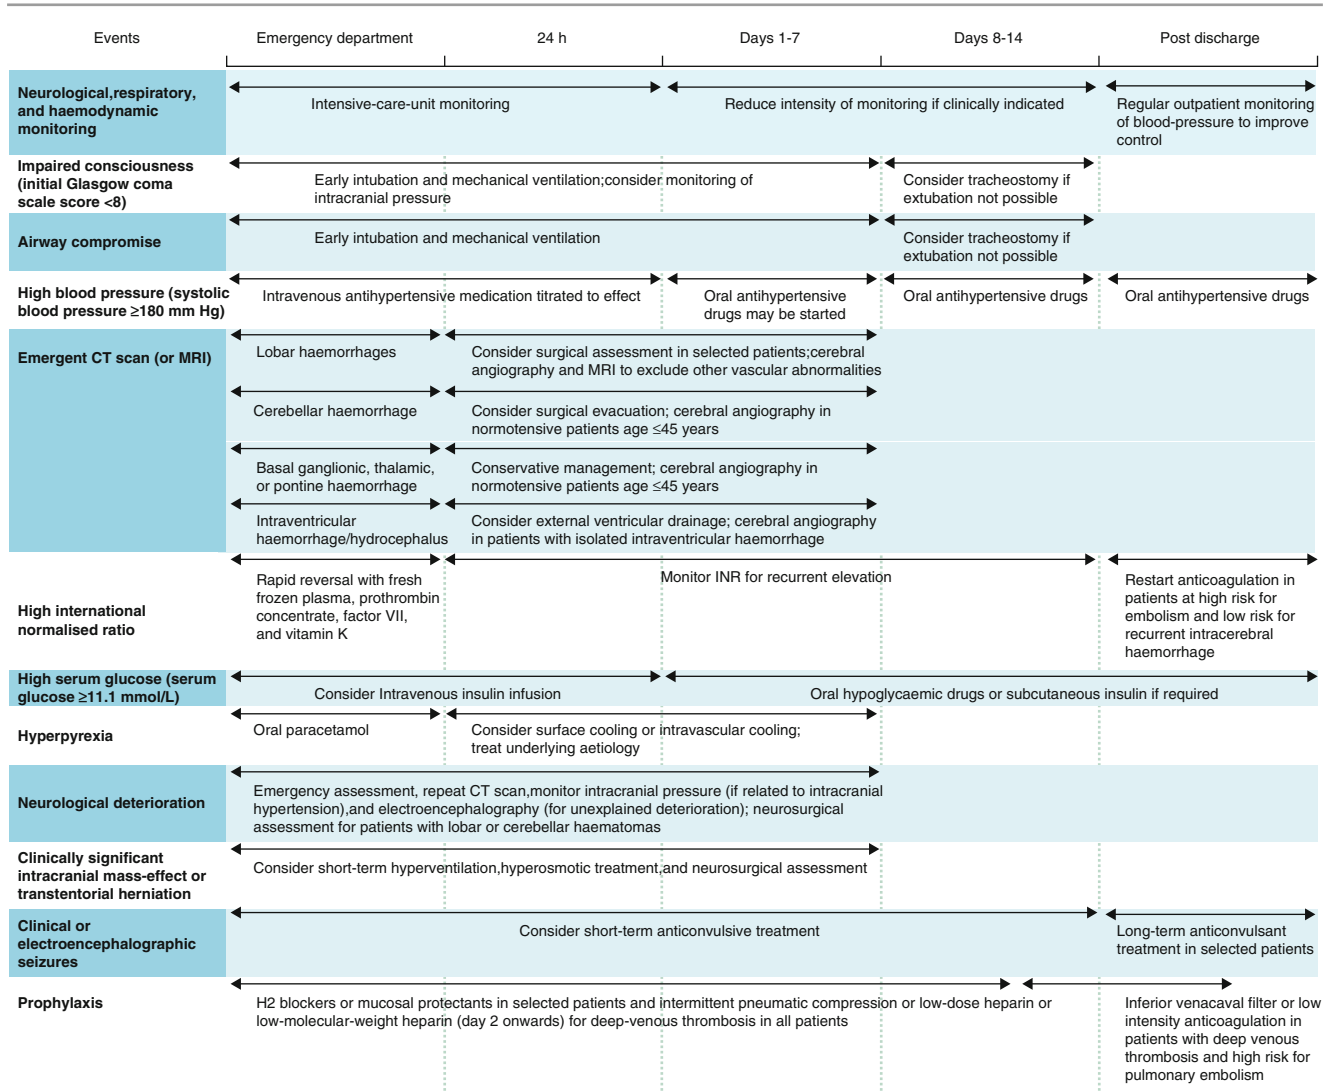 Events
Emergency department
24 h
Days 1-7
Days 8-14
Post discharge
Neurological,respiratory,
and haemodynamic
monitoring
Intensive-care-unit monitoring
Reduce intensity of monitoring if clinically indicated
Regular outpatient monitoring
of blood-pressure to improve
control
Impaired consciousness
(initial Glasgow coma
scale score <8)
Early intubation and mechanical ventilation;consider monitoring of
intracranial pressure
Consider tracheostomy if
extubation not possible
Airway compromise
Early intubation and mechanical ventilation
Consider tracheostomy if
extubation not possible
High blood pressure (systolic
blood pressure ≥180 mm Hg)
Intravenous antihypertensive medication titrated to effect
Oral antihypertensive
drugs may be started
Oral antihypertensive drugs
Oral antihypertensive drugs
Emergent CT scan (or MRI)
Lobar haemorrhages
Consider surgical assessment in selected patients;cerebral
angiography and MRI to exclude other vascular abnormalities
Cerebellar haemorrhage
Consider surgical evacuation; cerebral angiography in
normotensive patients age ≤45 years
Basal ganglionic, thalamic,
or pontine haemorrhage
Conservative management; cerebral angiography in
normotensive patients age ≤45 years
Intraventricular
haemorrhage/hydrocephalus
Consider external ventricular drainage; cerebral angiography
in patients with isolated intraventricular haemorrhage
High international
normalised ratio
Rapid reversal with fresh
frozen plasma, prothrombin
concentrate, factor VII,
and vitamin K
Monitor INR for recurrent elevation
Restart anticoagulation in
patients at high risk for
embolism and low risk for
recurrent intracerebral
haemorrhage
High serum glucose (serum
glucose ≥11.1 mmol/L)
Consider Intravenous insulin infusion
Oral hypoglycaemic drugs or subcutaneous insulin if required
Hyperpyrexia
Oral paracetamol
Consider surface cooling or intravascular cooling;
treat underlying aetiology
Neurological deterioration
Emergency assessment, repeat CT scan,monitor intracranial pressure (if related to intracranial
hypertension),and electroencephalography (for unexplained deterioration); neurosurgical
assessment for patients with lobar or cerebellar haematomas
Clinically significant
intracranial mass-effect or
transtentorial herniation
Consider short-term hyperventilation,hyperosmotic treatment,and neurosurgical assessment
Clinical or
electroencephalographic
seizures
Consider short-term anticonvulsive treatment
Long-term anticonvulsant
treatment in selected patients
Prophylaxis
H2 blockers or mucosal protectants in selected patients and intermittent pneumatic compression or low-dose heparin or
low-molecular-weight heparin (day 2 onwards) for deep-venous thrombosis in all patients
Inferior venacaval filter or low
intensity anticoagulation in
patients with deep venous
thrombosis and high risk for
pulmonary embolism